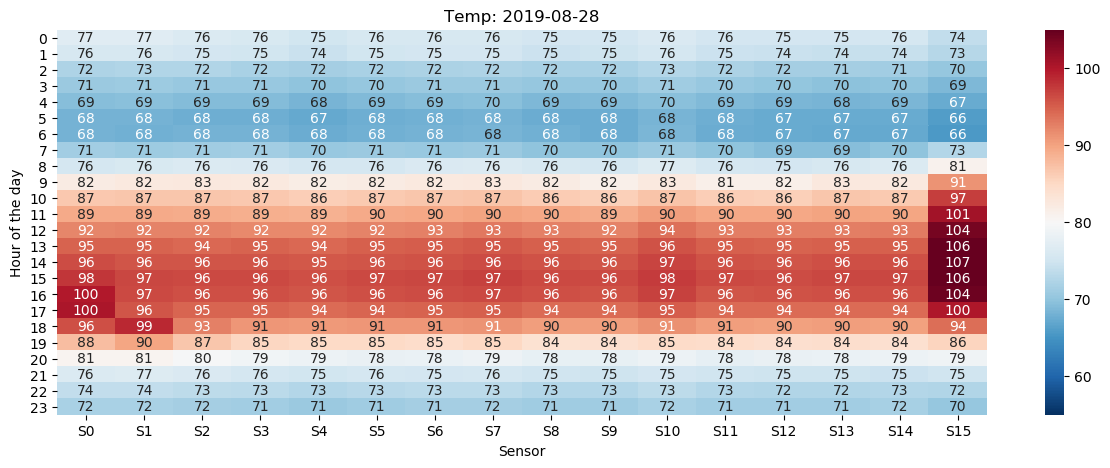 Temp: 2019-08-28
0 77 77 76 76 75 76 76 76 75 75 76 76 75 75 76 74
1 76 76 75 75 74 75 75 75 75 75 76 75 74 74 74 73
2 72 73 72 72 72 72 72 72 72 72 73 72 72 71 71 70
3 71 71 71 71 70 70 71 71 70 70 71 70 70 70 70 69
4 69 69 69 69 68 69 69 70 69 69 70 69 69 68 69 67
5 68 68 68 68 67 68 68 68 68 68 68 68 67 67 67 66
6 68 68 68 68 68 68 68 68 68 68 68 68 67 67 67 66
7 71 71 71 71 70 71 71 71 70 70 71 70 69 69 70 73
8 76 76 76 76 76 76 76 76 76 76 77 76 75 76 76 81
9 82 82 83 82 82 82 82 83 82 82 83 81 82 83 82 91
10 87 87 87 87 86 87 87 87 86 86 87 86 86 87 87 97
11 89 89 89 89 89 90 90 90 90 89 90 90 90 90 90 101
12 92 92 92 92 92 92 93 93 93 92 94 93 93 93 93 104
13 95 95 94 95 94 95 95 95 95 95 96 95 95 95 95 106
14 96 96 96 96 95 96 96 97 96 96 97 96 96 96 96 107
15 98 97 96 96 96 97 97 97 96 96 98 97 96 97 96 106
16 100 97 96 96 96 96 96 97 96 96 97 96 96 96 96 104
17 100 96 95 95 94 94 95 95 94 94 95 94 94 94 94 100
18 96 99 93 91 91 91 91 91 90 90 91 91 90 90 90 94
19 88 90 87 85 85 85 85 85 84 84 85 84 84 84 84 86
20 81 81 80 79 79 78 78 79 78 78 79 78 78 78 79 79
21 76 77 76 76 75 76 75 76 75 75 75 75 75 75 75 75
22 74 74 73 73 73 73 73 73 73 73 73 73 72 72 73 72
23 72 72 72 71 71 71 71 72 71 71 72 71 71 71 72 70
S0 S1 S2 S3 S4 S5 S6 S7 S8 S9 S10 S11 S12 S13 S14 S15
Sensor
Hour of the day
100
90
80
70
60